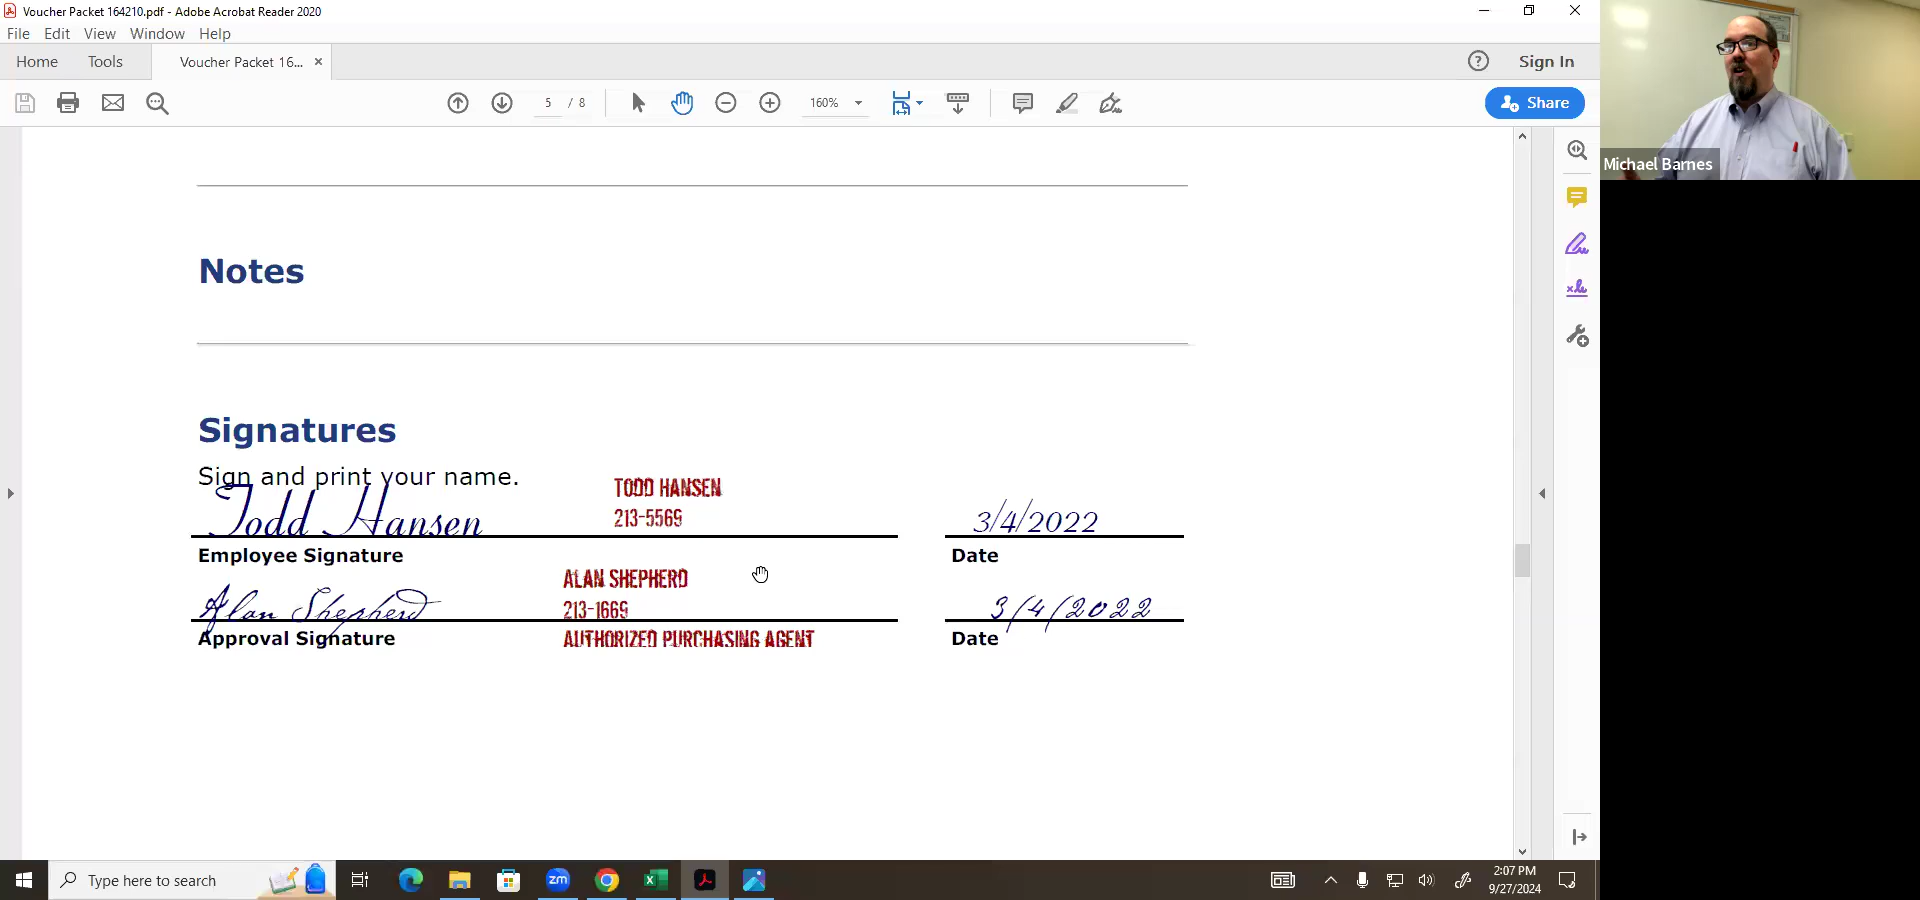 Voucher Packet 164210.pdf - Adobe Acrobat Reader 2020
File Edit View Window Help
Home Tools Voucher Packet 16... × Sign In
5 / 8 160% Share
Michael Barnes
Notes
Signatures
Sign and print your name.
TODD HANSEN
Todd Hansen 213-5569 3/4/2022
Employee Signature Date
ALAN SHEPHERD
Alan Shepherd 213-1669 3/4/2022
Approval Signature AUTHORIZED PURCHASING AGENT Date
Type here to search zm 2:07 PM
9/27/2024